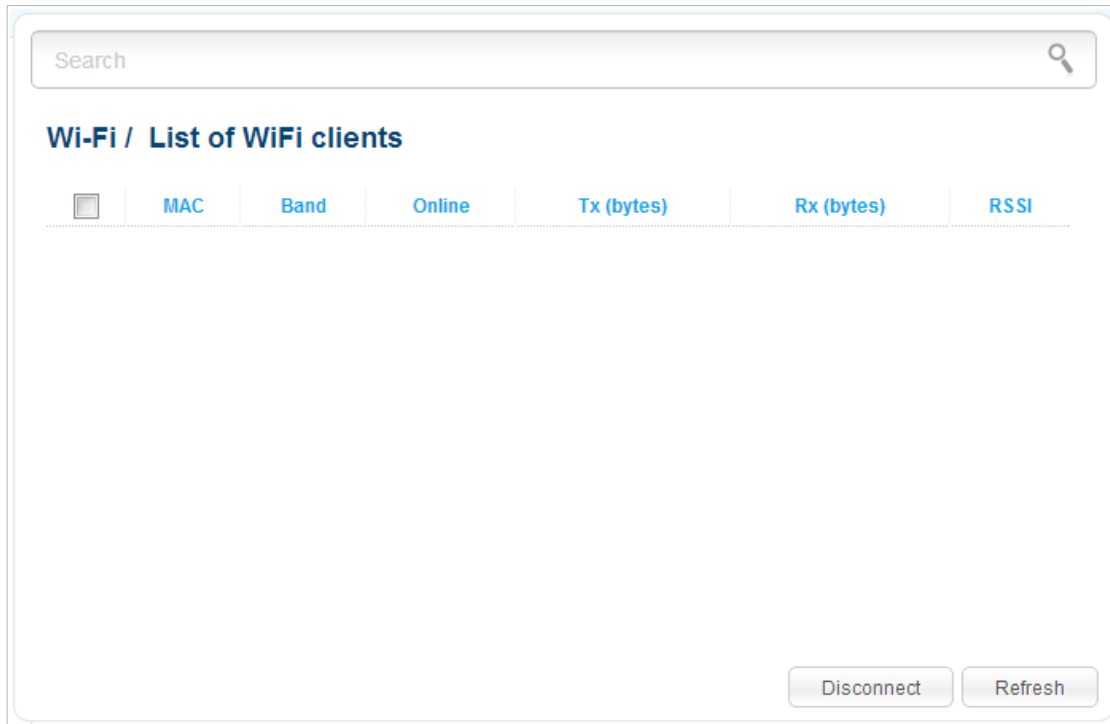 Search
Wi-Fi / List of WiFi clients
MAC Band Online Tx (bytes) Rx (bytes) RSSI
Disconnect Refresh